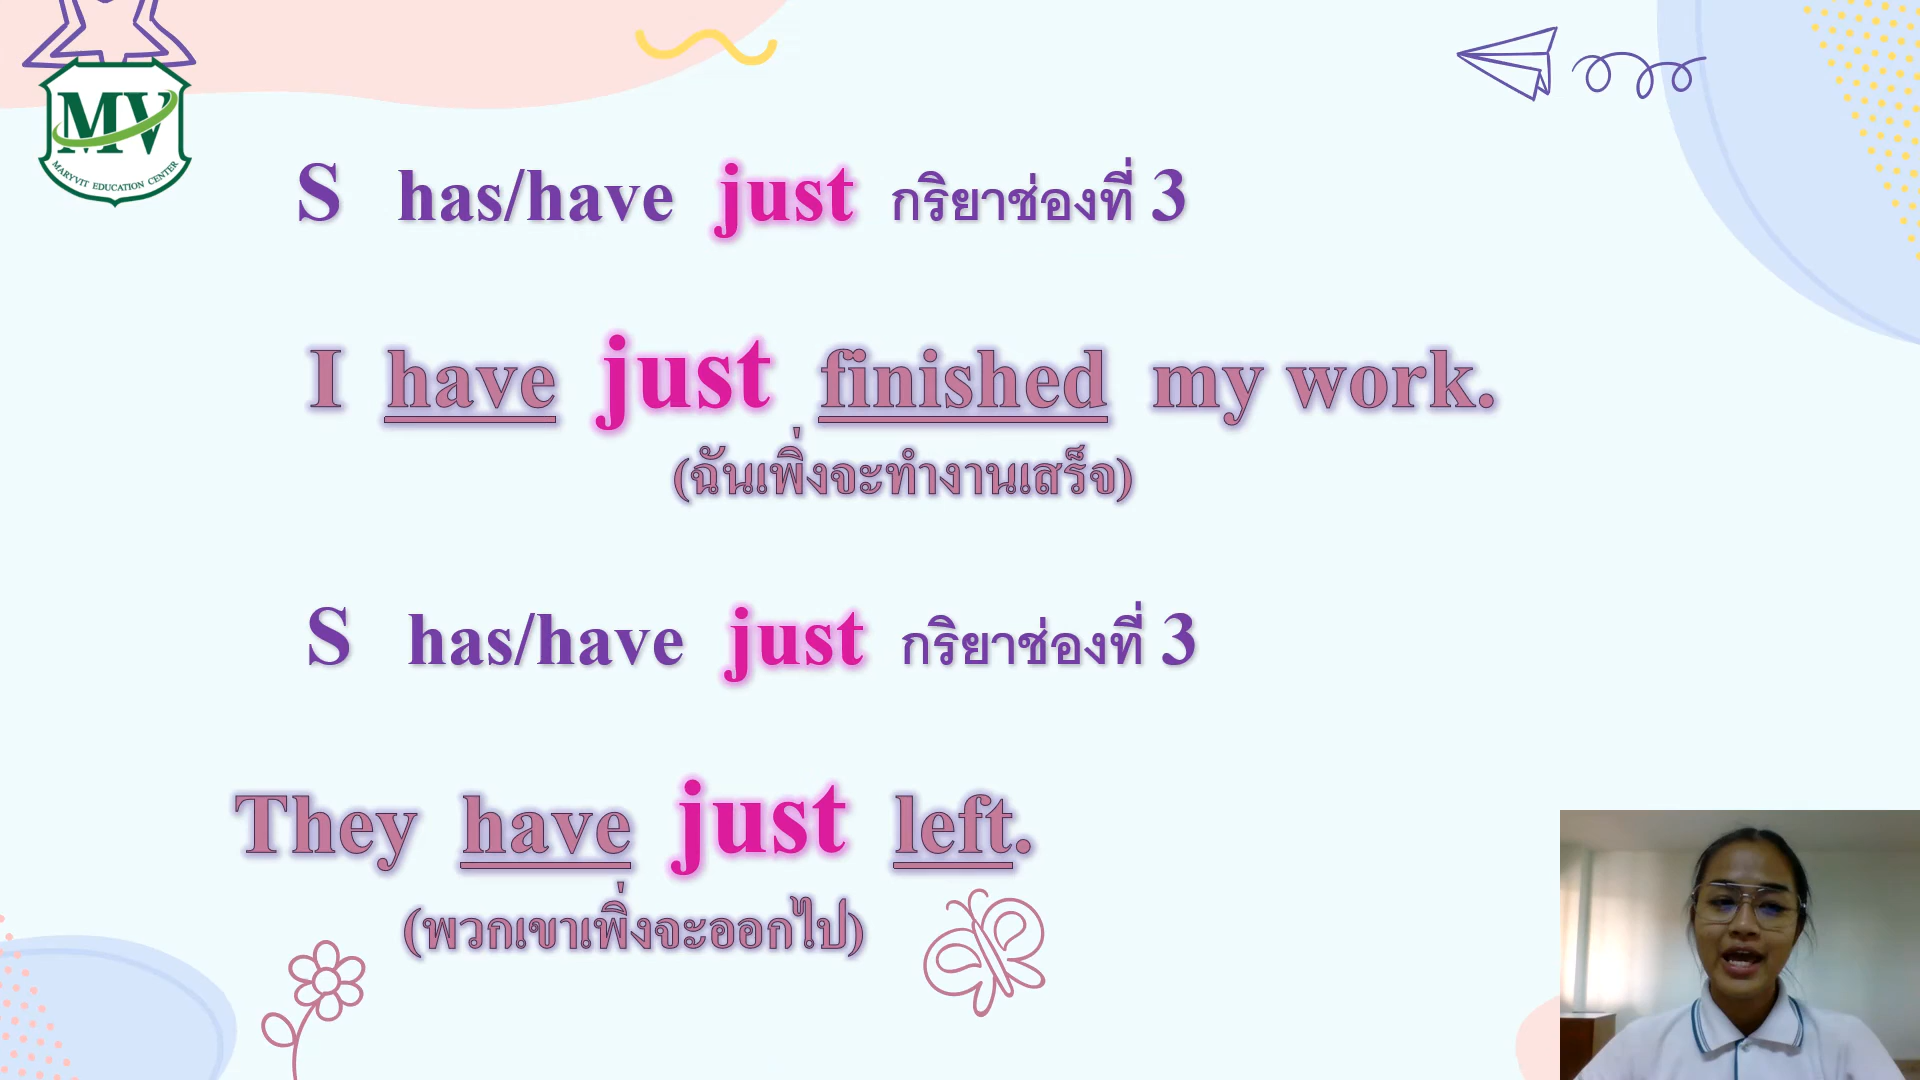 MV
MARYVIT EDUCATION CENTER
S has/have just กริยาช่องที่ 3
I have just finished my work.
(ฉันเพิ่งจะทำงานเสร็จ)
S has/have just กริยาช่องที่ 3
They have just left.
(พวกเขาเพิ่งจะออกไป)